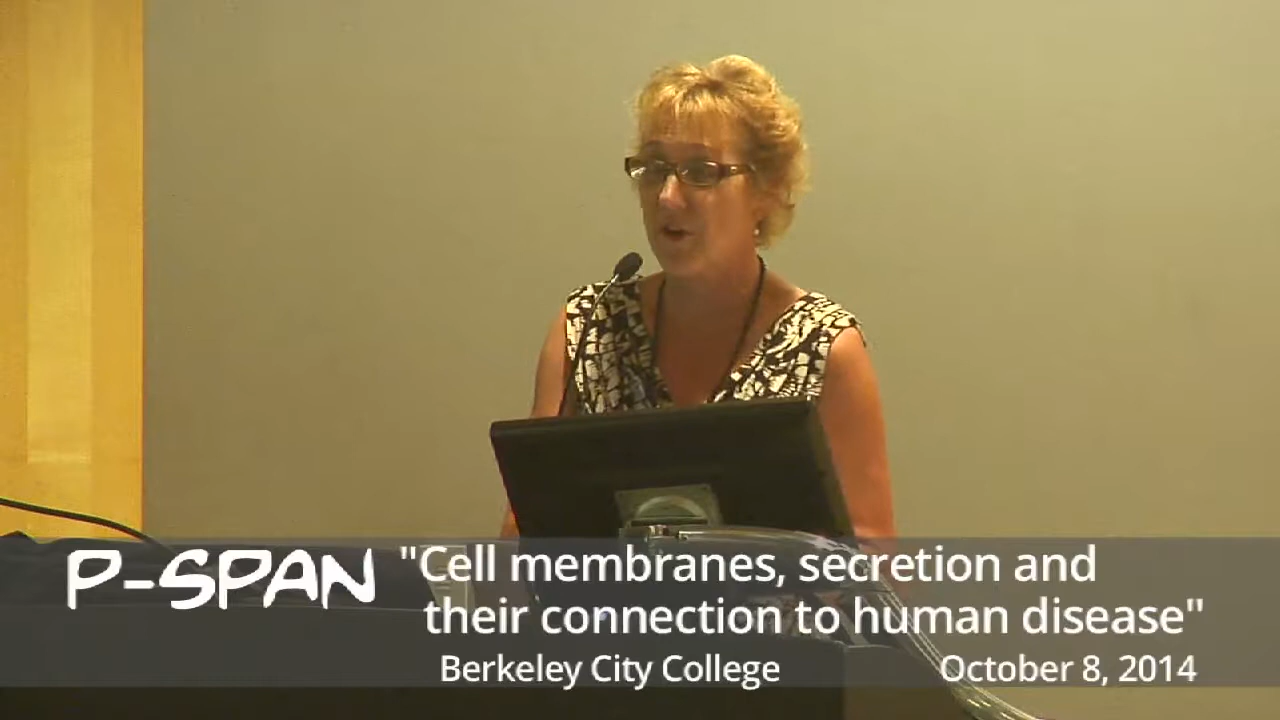 P-SPAN
"Cell membranes, secretion and
their connection to human disease"
Berkeley City College
October 8, 2014